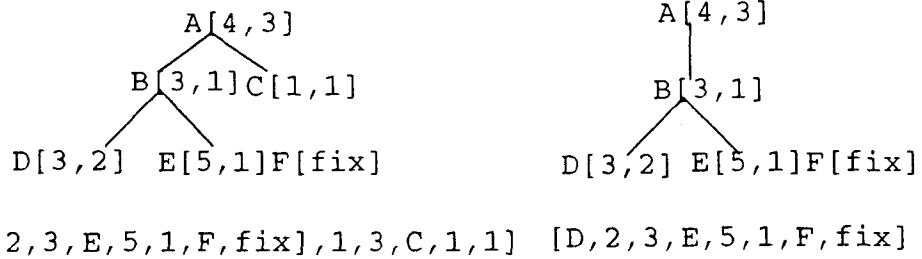 A[4,3]
B[3,1] C[1,1]
D[3,2] E[5,1]F[fix]
2,3,E,5,1,F,fix],1,3,C,1,1]
A[4,3]
B[3,1]
D[3,2] E[5,1]F[fix]
[D,2,3,E,5,1,F,fix]